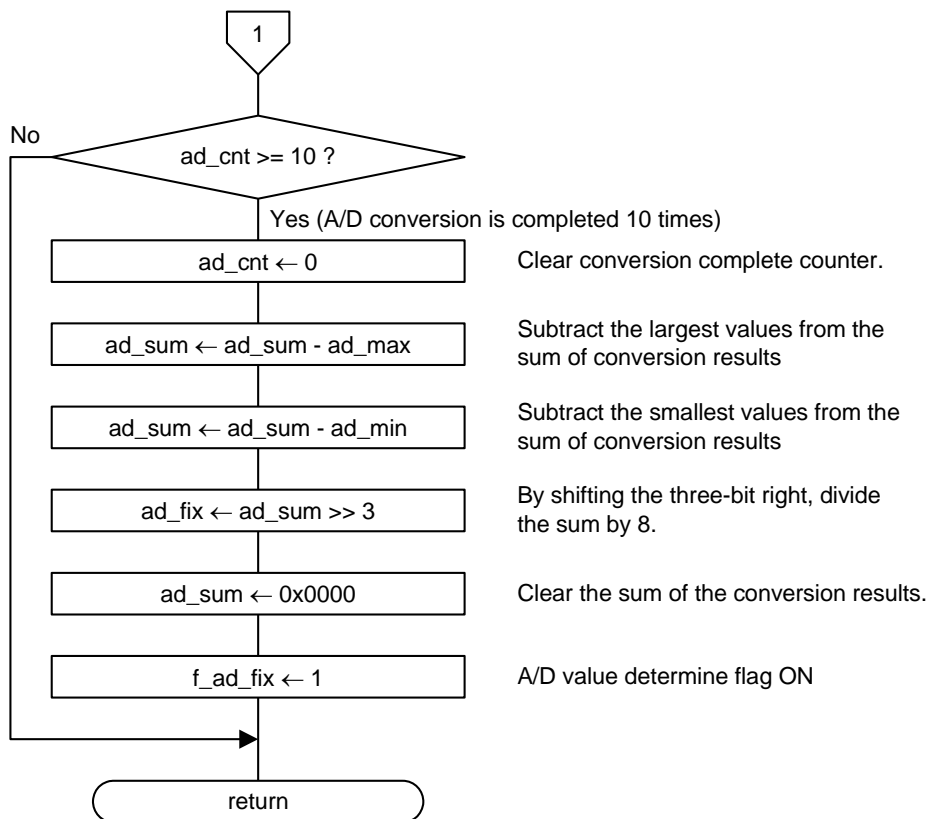 1
No
ad_cnt >= 10 ?
Yes (A/D conversion is completed 10 times)
ad_cnt ← 0
Clear conversion complete counter.
ad_sum ← ad_sum - ad_max
Subtract the largest values from the
sum of conversion results
ad_sum ← ad_sum - ad_min
Subtract the smallest values from the
sum of conversion results
ad_fix ← ad_sum >> 3
By shifting the three-bit right, divide
the sum by 8.
ad_sum ← 0x0000
Clear the sum of the conversion results.
f_ad_fix ← 1
A/D value determine flag ON
return